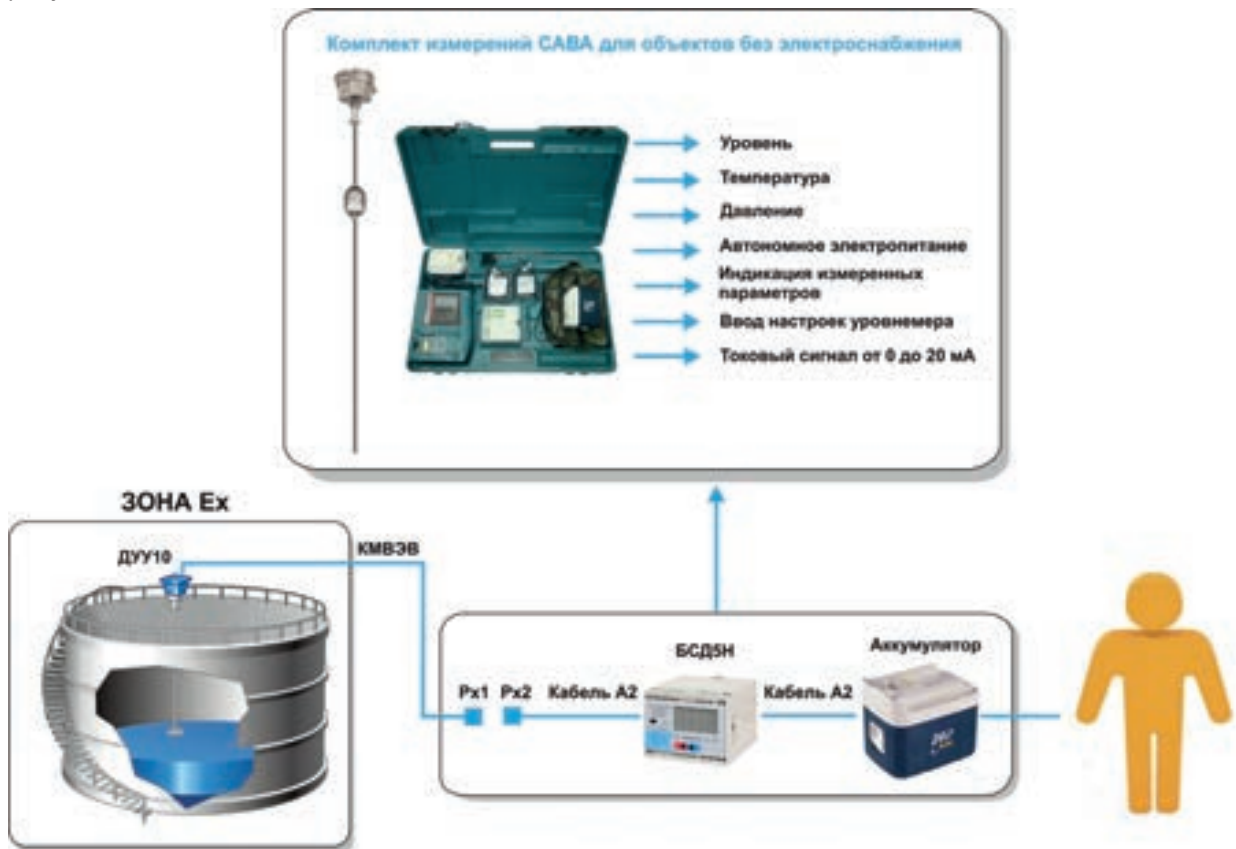 Комплект измерений САВА для объектов без электроснабжения
Уровень
Температура
Давление
Автономное электропитание
Индикация измеренных
параметров
Ввод настроек уровнемера
Токовый сигнал от 0 до 20 мА
ЗОНА Ex
ДУУ10
КМВЭВ
БСД5Н
Аккумулятор
Рх1 Рх2 Кабель А2
Кабель А2